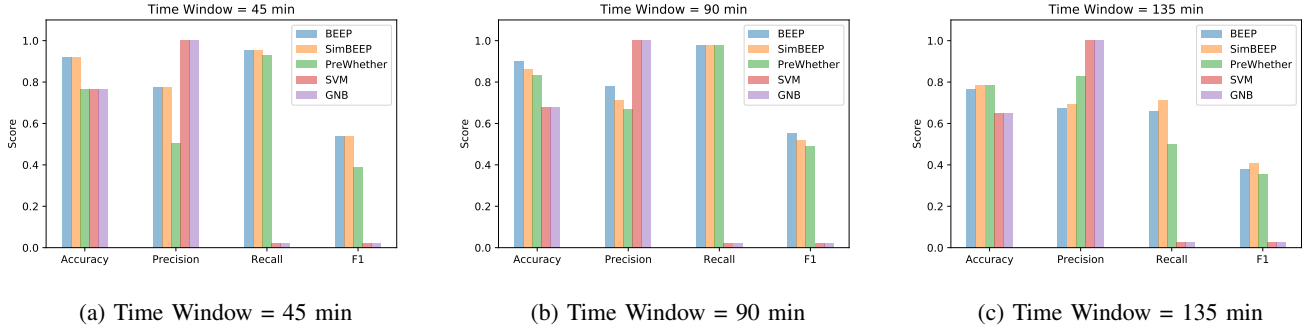 Time Window = 45 min
Score
1.0
0.8
0.6
0.4
0.2
0.0
BEEP
SimBEEP
PreWhether
SVM
GNB
Accuracy Precision Recall F1
(a) Time Window = 45 min
Time Window = 90 min
Score
1.0
0.8
0.6
0.4
0.2
0.0
BEEP
SimBEEP
PreWhether
SVM
GNB
Accuracy Precision Recall F1
(b) Time Window = 90 min
Time Window = 135 min
Score
1.0
0.8
0.6
0.4
0.2
0.0
BEEP
SimBEEP
PreWhether
SVM
GNB
Accuracy Precision Recall F1
(c) Time Window = 135 min